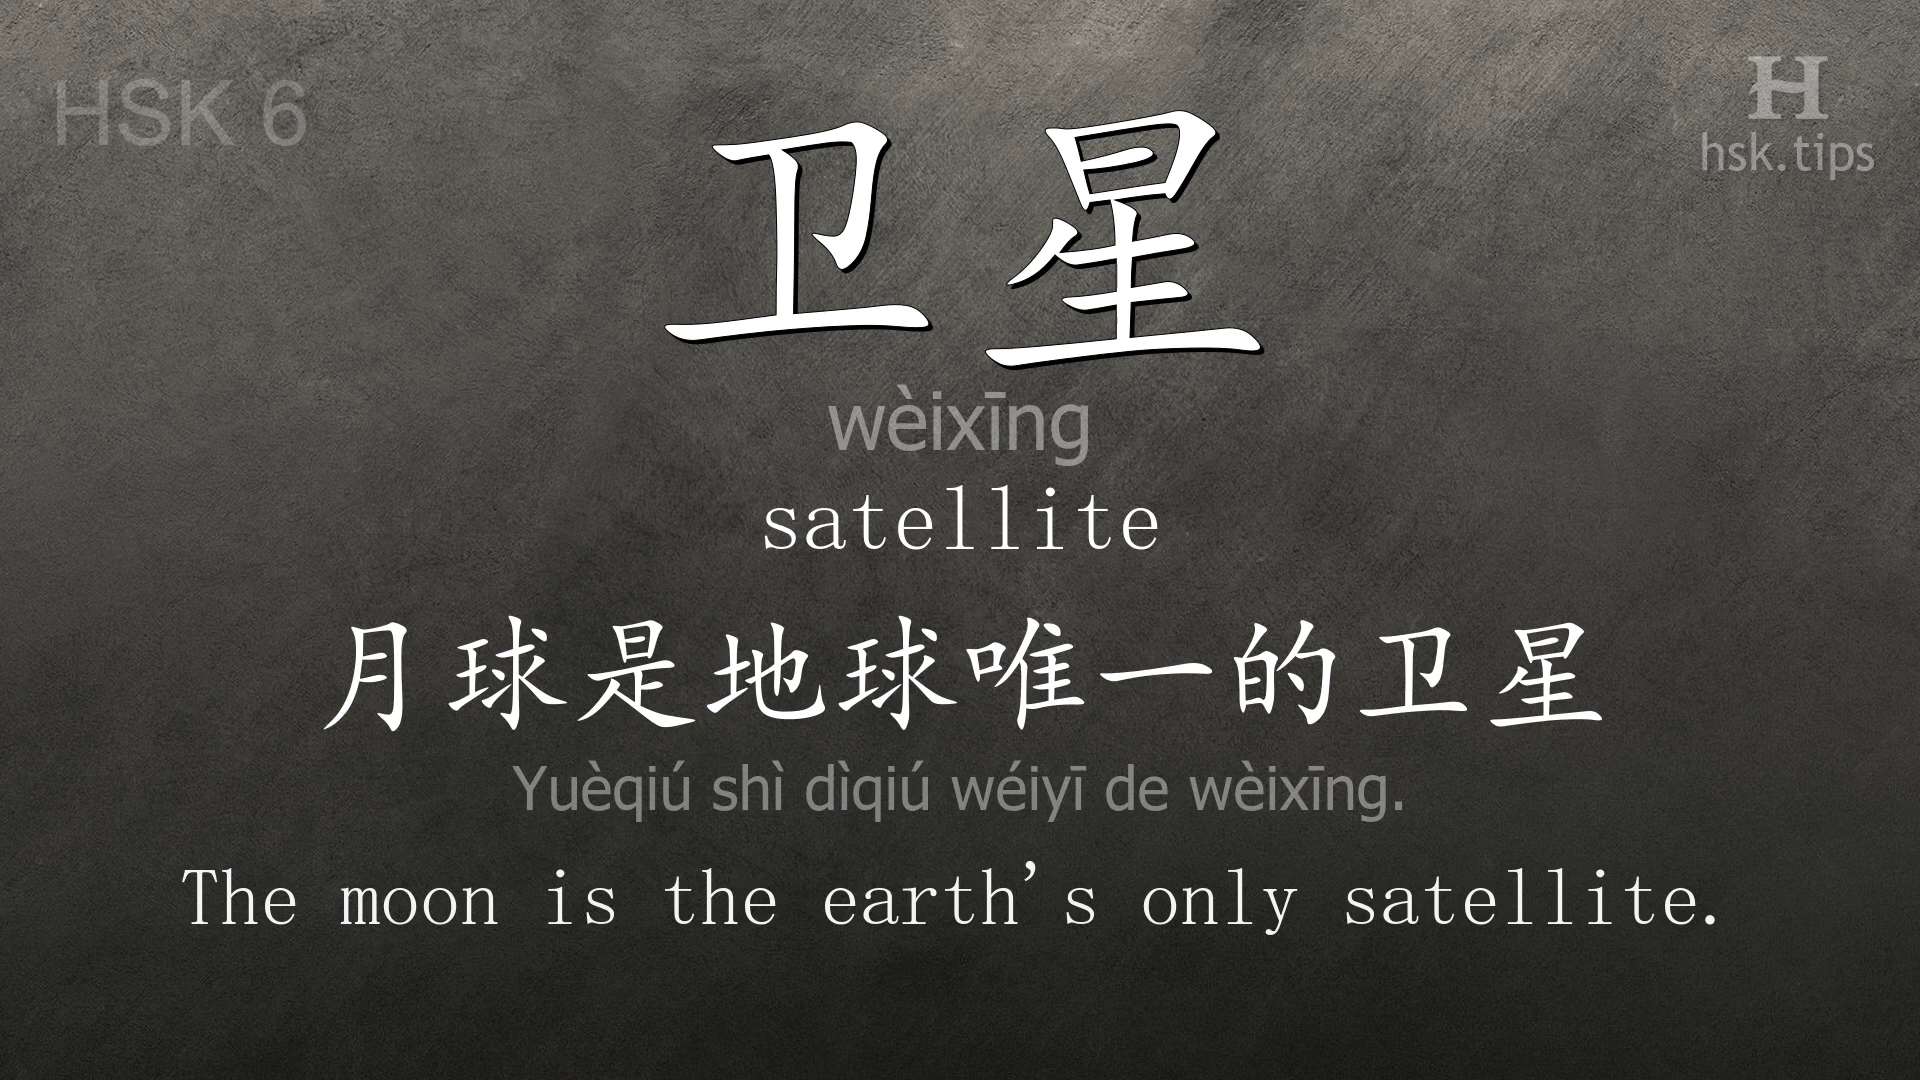 HSK 6
H
hsk.tips
卫星
wèixīng
satellite
月球是地球唯一的卫星
Yuèqiú shì dìqiú wéiyī de wèixīng.
The moon is the earth's only satellite.